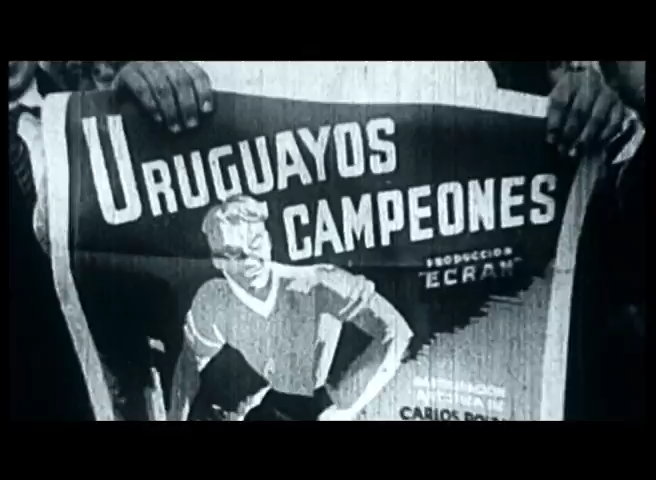 URUGUAYOS
CAMPEONES
PRODUCCION
"ECRAN"
CARLOS